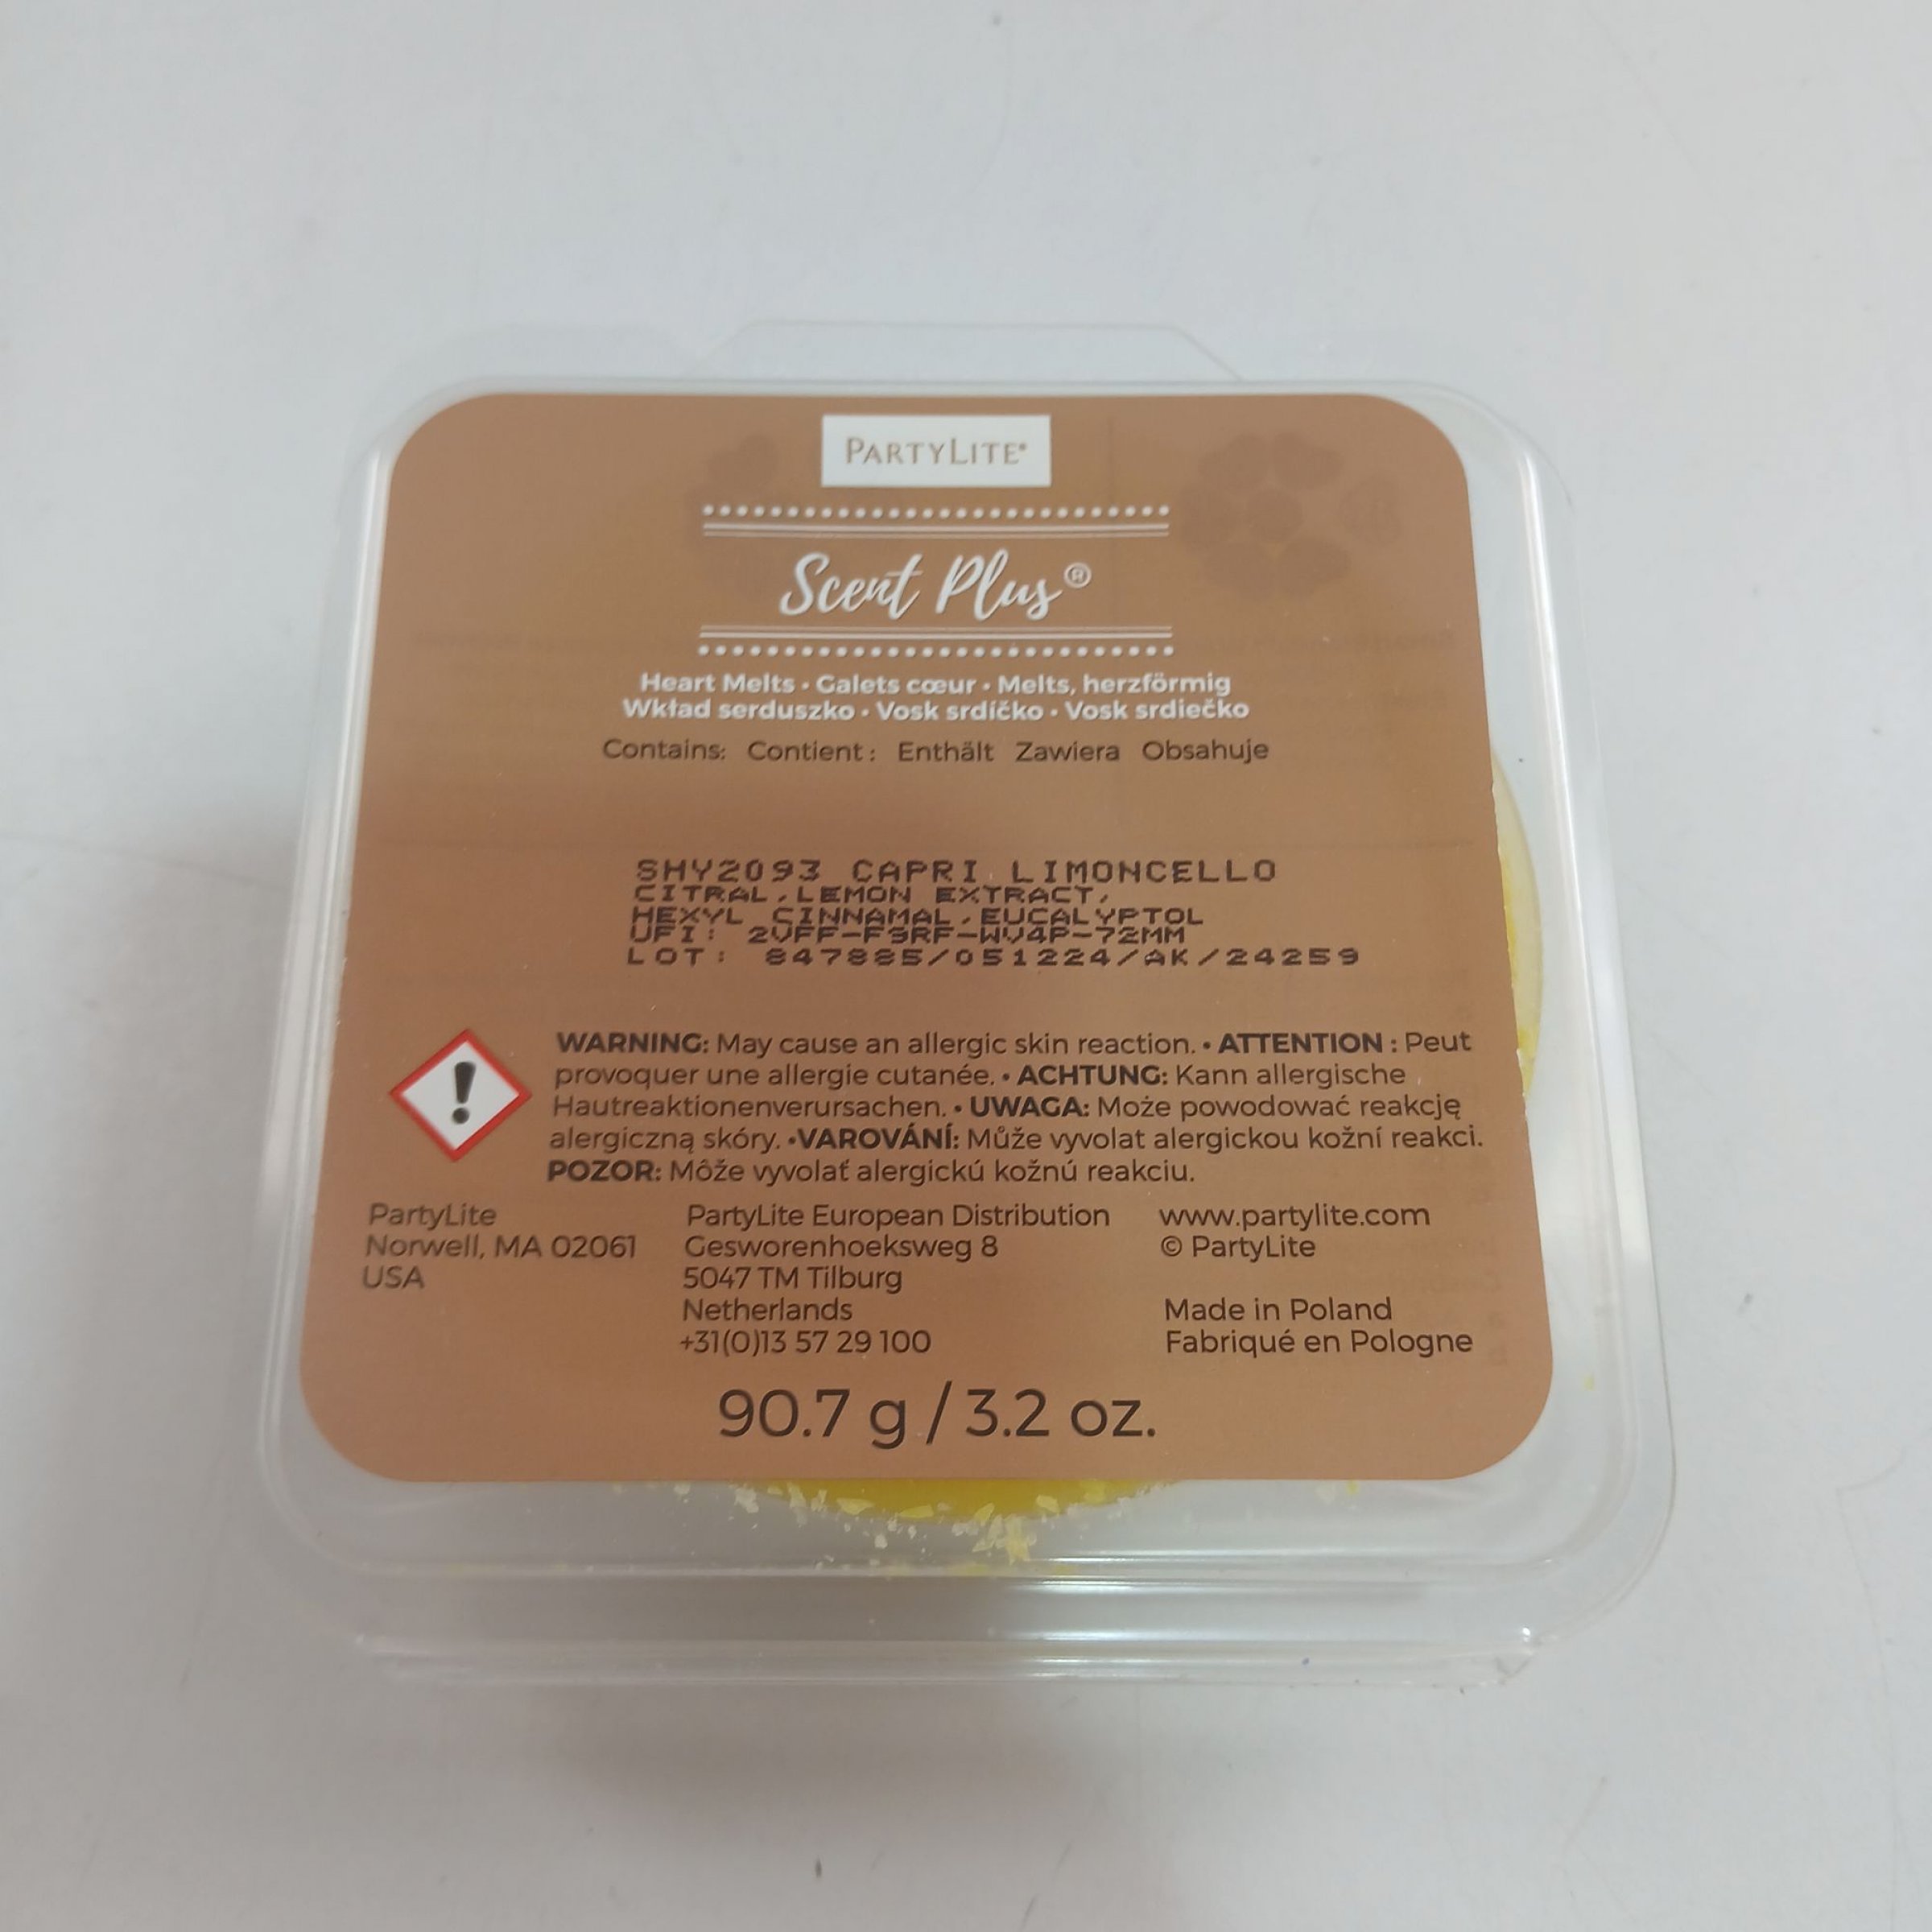 PARTYLITE®
Scent Plus®
Heart Melts • Galets cœur • Melts, herzförmig
Wkład serduszko • Vosk srdíčko • Vosk srdiečko
Contains: Contient : Enthält Zawiera Obsahuje
SHY2093 CAPRI LIMONCELLO
CITRAL,LEMON EXTRACT,
HEXYL CINNAMAL,EUCALYPTOL
UFI: 2VFF-F9RF-WV4P-72MM
LOT: 847885/051224/AK/24259
WARNING: May cause an allergic skin reaction. • ATTENTION : Peut
provoquer une allergie cutanée. • ACHTUNG: Kann allergische
Hautreaktionenverursachen. • UWAGA: Może powodować reakcję
alergiczną skóry. •VAROVÁNÍ: Může vyvolat alergickou kožní reakci.
POZOR: Môže vyvolať alergickú kožnú reakciu.
PartyLite
Norwell, MA 02061
USA
PartyLite European Distribution
Gesworenhoeksweg 8
5047 TM Tilburg
Netherlands
+31(0)13 57 29 100
www.partylite.com
© PartyLite
Made in Poland
Fabriqué en Pologne
90.7 g / 3.2 oz.